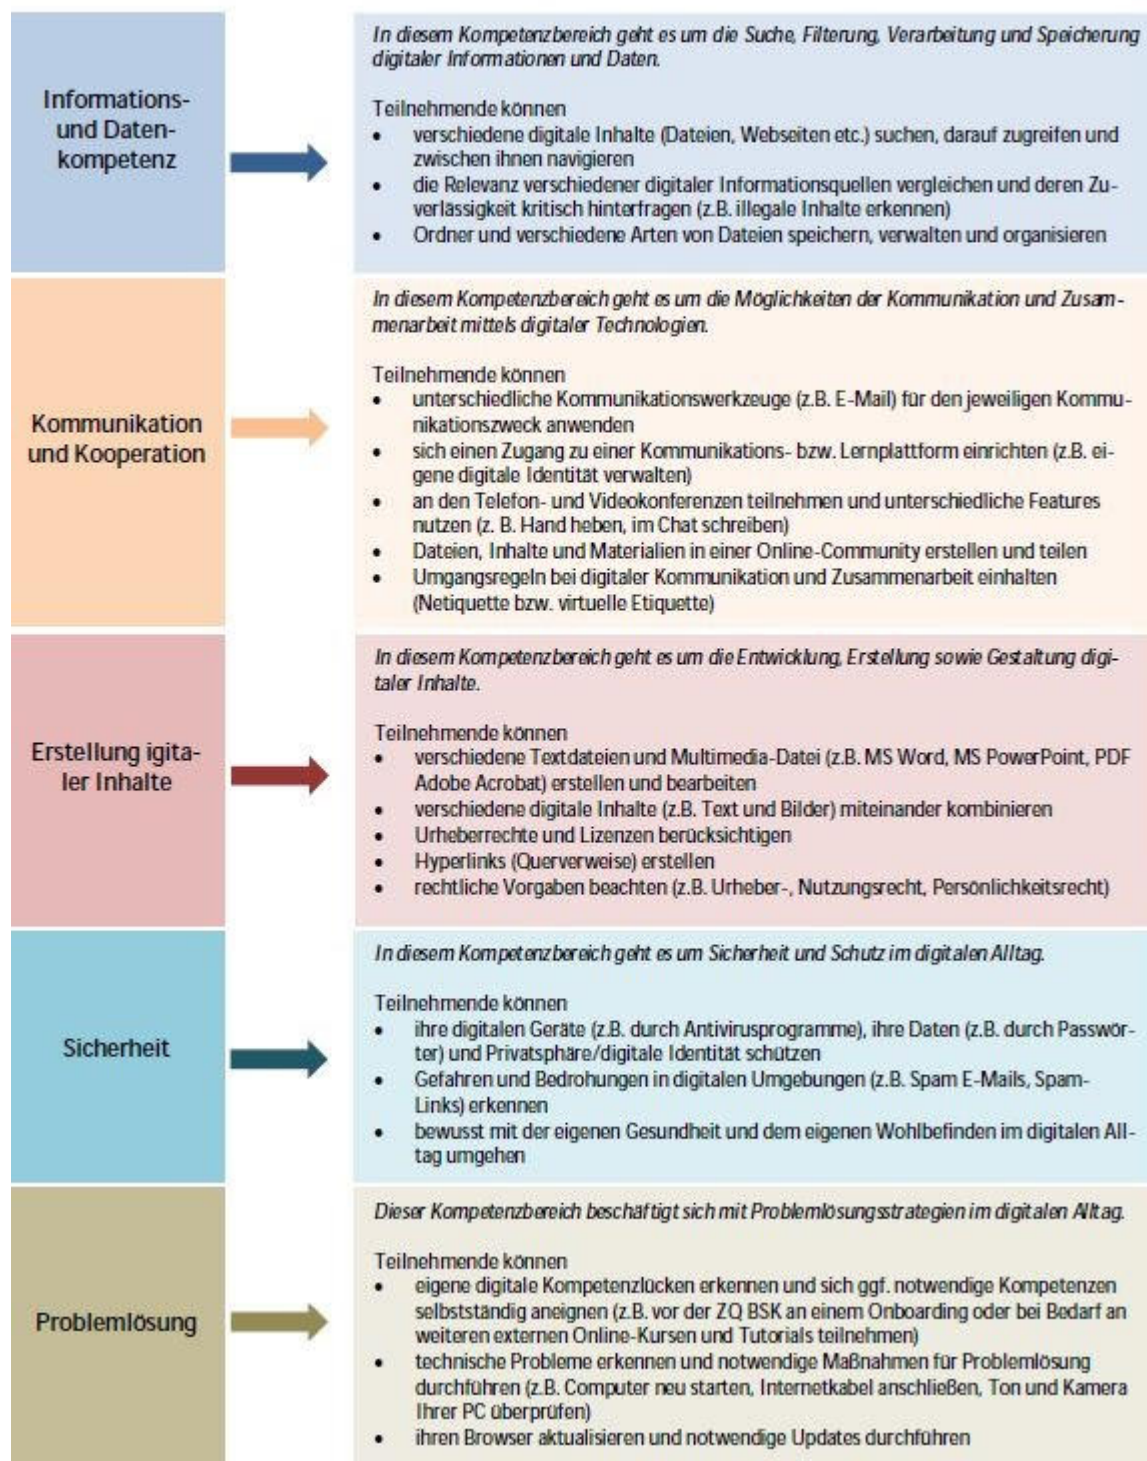 Informations-
und Daten-
kompetenz
In diesem Kompetenzbereich geht es um die Suche, Filterung, Verarbeitung und Speicherung
digitaler Informationen und Daten.
Teilnehmende können
• verschiedene digitale Inhalte (Dateien, Webseiten etc.) suchen, darauf zugreifen und
zwischen ihnen navigieren
• die Relevanz verschiedener digitaler Informationsquellen vergleichen und deren Zu-
verlässigkeit kritisch hinterfragen (z.B. illegale Inhalte erkennen)
• Ordner und verschiedene Arten von Dateien speichern, verwalten und organisieren
Kommunikation
und Kooperation
In diesem Kompetenzbereich geht es um die Möglichkeiten der Kommunikation und Zusam-
menarbeit mittels digitaler Technologien.
Teilnehmende können
• unterschiedliche Kommunikationswerkzeuge (z.B. E-Mail) für den jeweiligen Kommu-
nikationszweck anwenden
• sich einen Zugang zu einer Kommunikations- bzw. Lernplattform einrichten (z.B. ei-
gene digitale Identität verwalten)
• an den Telefon- und Videokonferenzen teilnehmen und unterschiedliche Features
nutzen (z. B. Hand heben, im Chat schreiben)
• Dateien, Inhalte und Materialien in einer Online-Community erstellen und teilen
• Umgangsregeln bei digitaler Kommunikation und Zusammenarbeit einhalten
(Netiquette bzw. virtuelle Etiquette)
Erstellung igita-
ler Inhalte
In diesem Kompetenzbereich geht es um die Entwicklung, Erstellung sowie Gestaltung digi-
taler Inhalte.
Teilnehmende können
• verschiedene Textdateien und Multimedia-Datei (z.B. MS Word, MS PowerPoint, PDF
Adobe Acrobat) erstellen und bearbeiten
• verschiedene digitale Inhalte (z.B. Text und Bilder) miteinander kombinieren
• Urheberrechte und Lizenzen berücksichtigen
• Hyperlinks (Querverweise) erstellen
• rechtliche Vorgaben beachten (z.B. Urheber-, Nutzungsrecht, Persönlichkeitsrecht)
Sicherheit
In diesem Kompetenzbereich geht es um Sicherheit und Schutz im digitalen Alltag.
Teilnehmende können
• ihre digitalen Geräte (z.B. durch Antivirusprogramme), ihre Daten (z.B. durch Passwör-
ter) und Privatsphäre/digitale Identität schützen
• Gefahren und Bedrohungen in digitalen Umgebungen (z.B. Spam E-Mails, Spam-
Links) erkennen
• bewusst mit der eigenen Gesundheit und dem eigenen Wohlbefinden im digitalen All-
tag umgehen
Problemlösung
Dieser Kompetenzbereich beschäftigt sich mit Problemlösungsstrategien im digitalen Alltag.
Teilnehmende können
• eigene digitale Kompetenzlücken erkennen und sich ggf. notwendige Kompetenzen
selbstständig aneignen (z.B. vor der ZQ BSK an einem Onboarding oder bei Bedarf an
weiteren externen Online-Kursen und Tutorials teilnehmen)
• technische Probleme erkennen und notwendige Maßnahmen für Problemlösung
durchführen (z.B. Computer neu starten, Internetkabel anschließen, Ton und Kamera
Ihrer PC überprüfen)
• ihren Browser aktualisieren und notwendige Updates durchführen